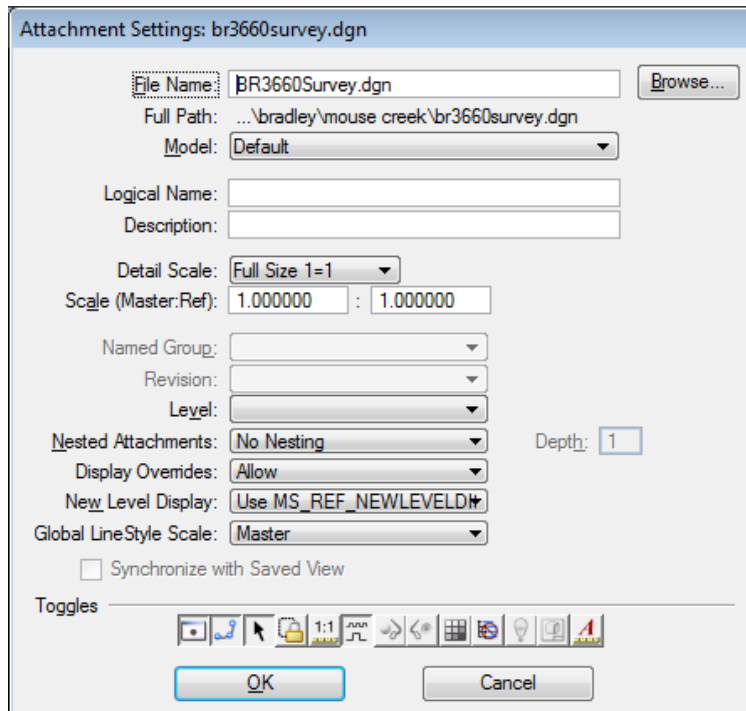 Attachment Settings: br3660survey.dgn
File Name: BR3660Survey.dgn Browse...
Full Path: ...\bradley\mouse creek\br3660survey.dgn
Model: Default
Logical Name:
Description:
Detail Scale: Full Size 1=1
Scale (Master:Ref): 1.000000 : 1.000000
Named Group:
Revision:
Level:
Nested Attachments: No Nesting Depth: 1
Display Overrides: Allow
New Level Display: Use MS_REF_NEWLEVELDI
Global LineStyle Scale: Master
Synchronize with Saved View
Toggles
1:1 A
OK Cancel